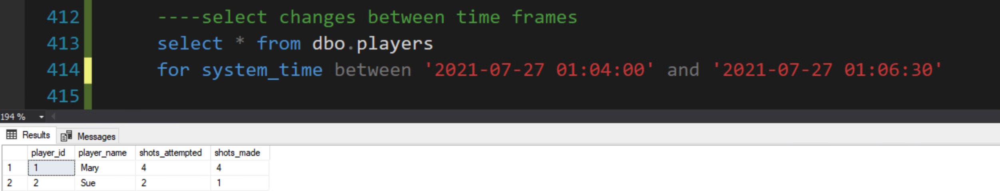 412 ----select changes between time frames
413 select * from dbo.players
414 for system_time between '2021-07-27 01:04:00' and '2021-07-27 01:06:30'
415
194 %
Results Messages
player_id player_name shots_attempted shots_made
1 1 Mary 4 4
2 2 Sue 2 1